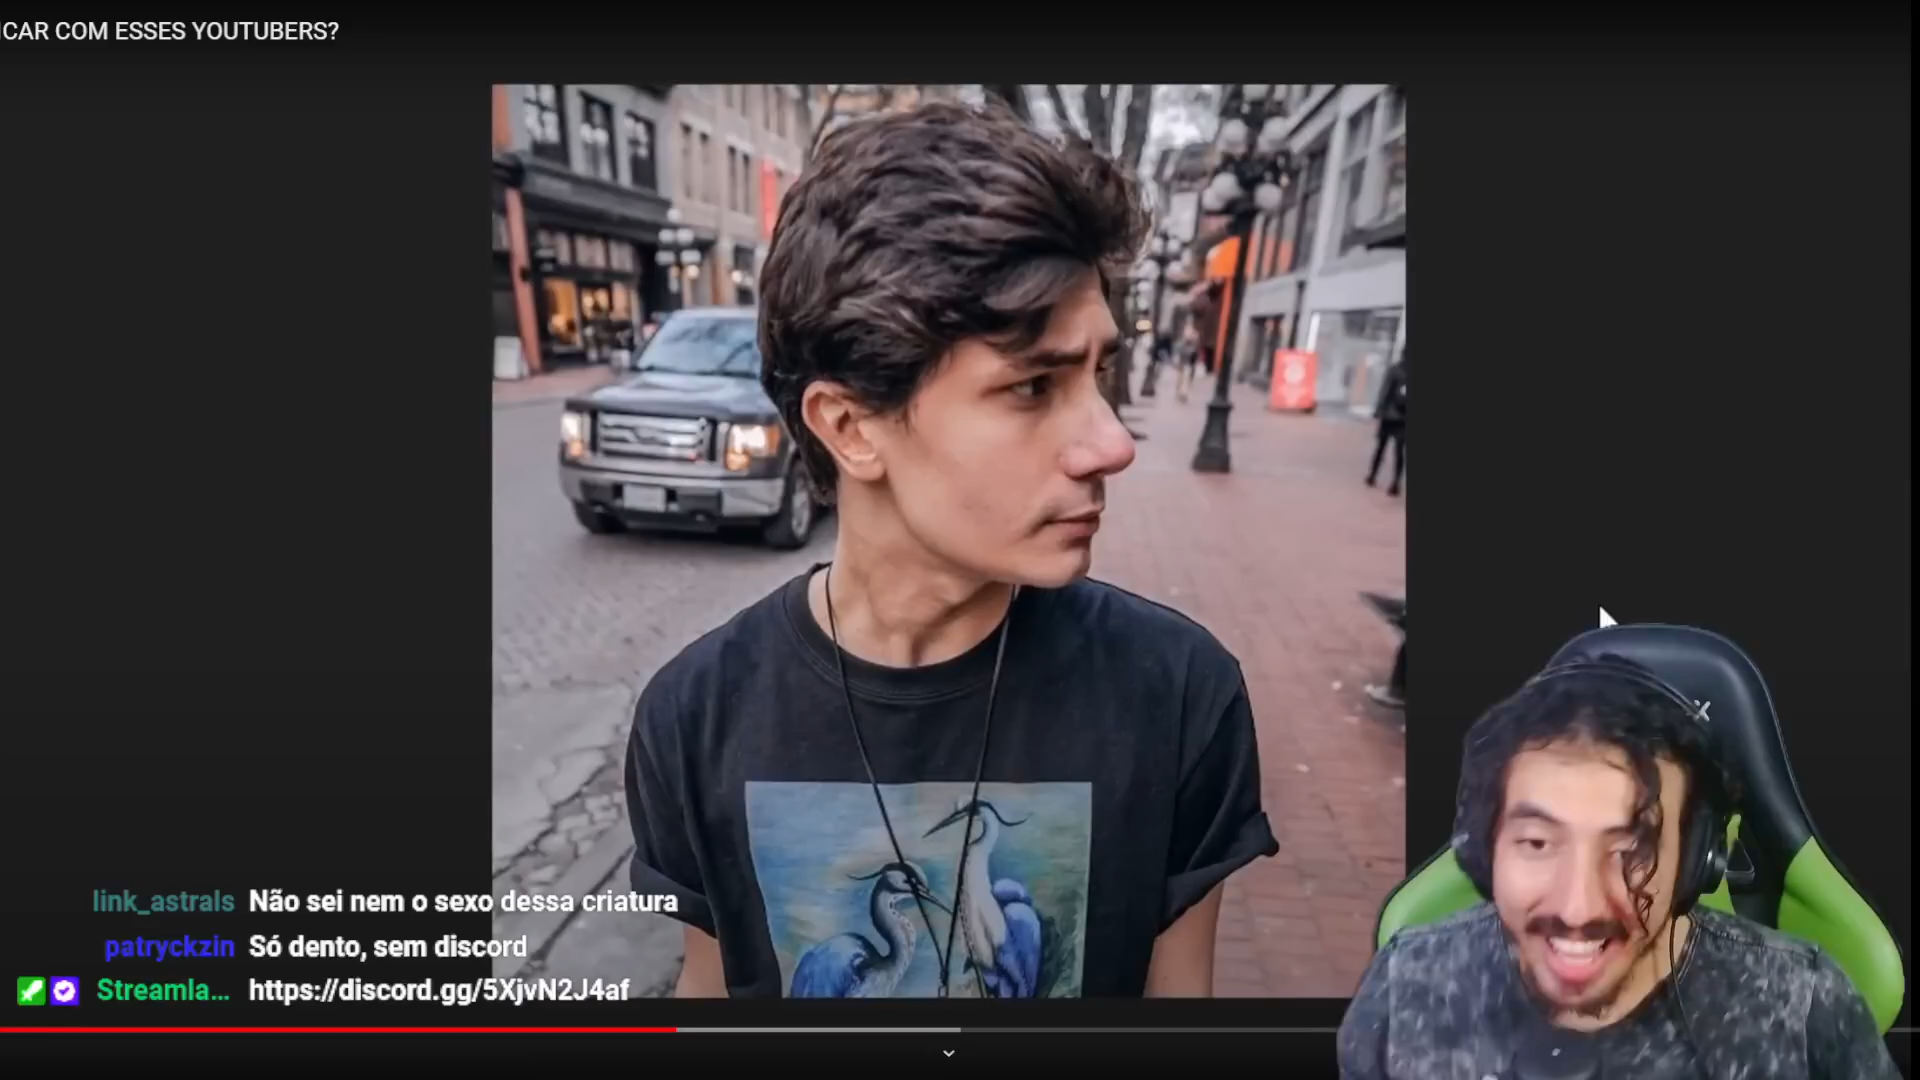 ICAR COM ESSES YOUTUBERS?
link_astrals Não sei nem o sexo dessa criatura
patryckzin Só dento, sem discord
Streamla... https://discord.gg/5XjvN2J4af